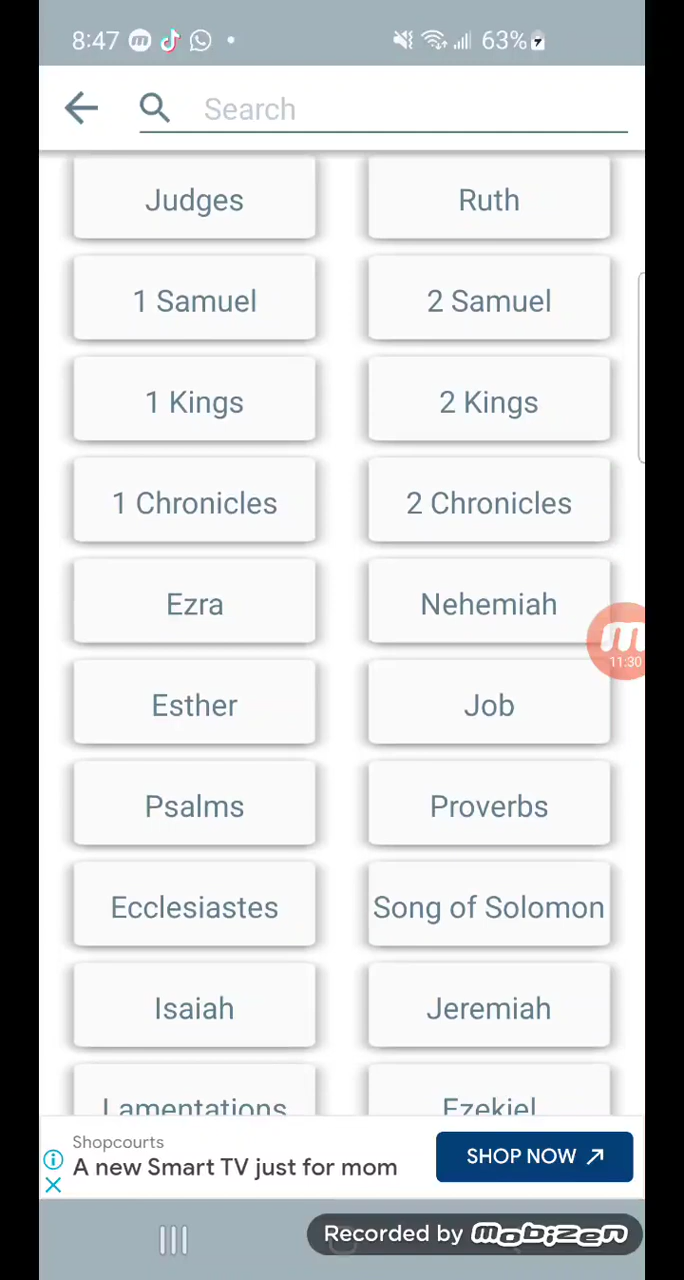 8:47 63%
Search
Judges Ruth
1 Samuel 2 Samuel
1 Kings 2 Kings
1 Chronicles 2 Chronicles
Ezra Nehemiah
11:30
Esther Job
Psalms Proverbs
Ecclesiastes Song of Solomon
Isaiah Jeremiah
Lamentations Ezekiel
Shopcourts
A new Smart TV just for mom SHOP NOW
Recorded by mobizen